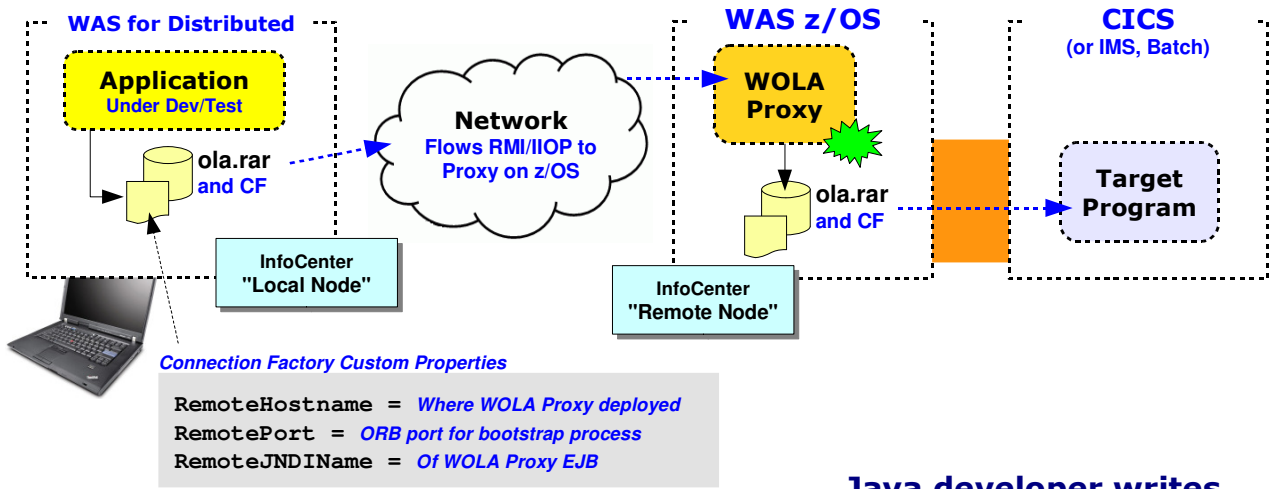 WAS for Distributed
Application
Under Dev/Test
ola.rar
and CF
InfoCenter
"Local Node"
Network
Flows RMI/IIOP to
Proxy on z/OS
WAS z/OS
WOLA
Proxy
ola.rar
and CF
InfoCenter
"Remote Node"
CICS
(or IMS, Batch)
Target
Program
Connection Factory Custom Properties
RemoteHostname = Where WOLA Proxy deployed
RemotePort = ORB port for bootstrap process
RemoteJNDIName = Of WOLA Proxy EJB
Java developer writes